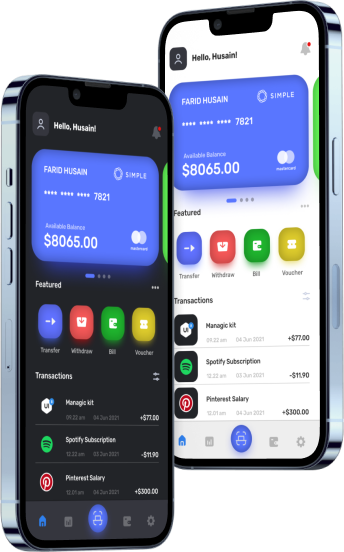 Hello, Husain!
FARID HUSAIN
SIMPLE
•••• •••• •••• 7821
Available Balance
$8065.00
mastercard
Featured
Transfer
Withdraw
Bill
Voucher
Transactions
Managic kit
09.22 am 04 Jun 2021
+$77.00
Spotify Subscription
12.22 am 03 Jun 2021
-$11.90
Pinterest Salary
12.01 am 04 Jun 2021
+$300.00
Hello, Husain!
FARID HUSAIN
SIMPLE
•••• •••• •••• 7821
Available Balance
$8065.00
mastercard
Featured
Transfer
Withdraw
Bill
Voucher
Transactions
UI
Managic kit
09.22 am 04 Jun 2021
+$77.00
Spotify Subscription
12.22 am 03 Jun 2021
-$11.90
Pinterest Salary
12.01 am 04 Jun 2021
+$300.00